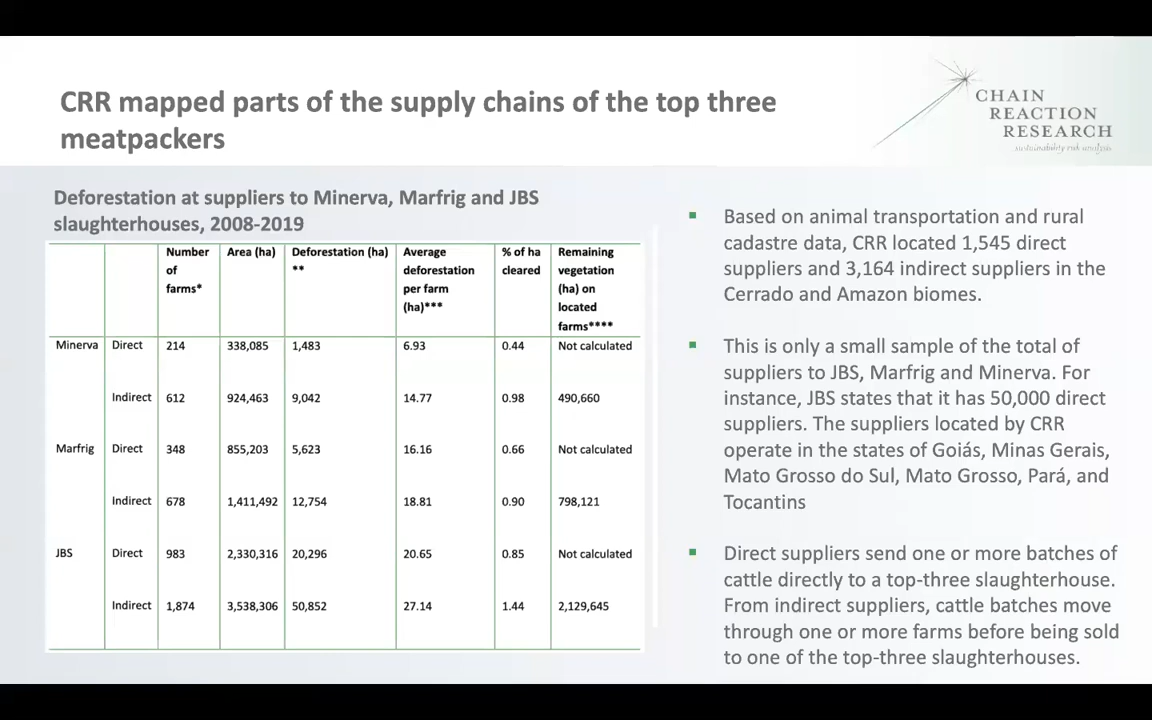 CRR mapped parts of the supply chains of the top three
meatpackers
CHAIN
REACTION
RESEARCH
sustainability risk analysis
Deforestation at suppliers to Minerva, Marfrig and JBS
slaughterhouses, 2008-2019
Number of farms* Area (ha) Deforestation (ha) ** Average deforestation per farm (ha)*** % of ha cleared Remaining vegetation (ha) on located farms****
Minerva Direct 214 338,085 1,483 6.93 0.44 Not calculated
Indirect 612 924,463 9,042 14.77 0.98 490,660
Marfrig Direct 348 855,203 5,623 16.16 0.66 Not calculated
Indirect 678 1,411,492 12,754 18.81 0.90 798,121
JBS Direct 983 2,330,316 20,296 20.65 0.85 Not calculated
Indirect 1,874 3,538,306 50,852 27.14 1.44 2,129,645
Based on animal transportation and rural
cadastre data, CRR located 1,545 direct
suppliers and 3,164 indirect suppliers in the
Cerrado and Amazon biomes.
This is only a small sample of the total of
suppliers to JBS, Marfrig and Minerva. For
instance, JBS states that it has 50,000 direct
suppliers. The suppliers located by CRR
operate in the states of Goiás, Minas Gerais,
Mato Grosso do Sul, Mato Grosso, Pará, and
Tocantins
Direct suppliers send one or more batches of
cattle directly to a top-three slaughterhouse.
From indirect suppliers, cattle batches move
through one or more farms before being sold
to one of the top-three slaughterhouses.